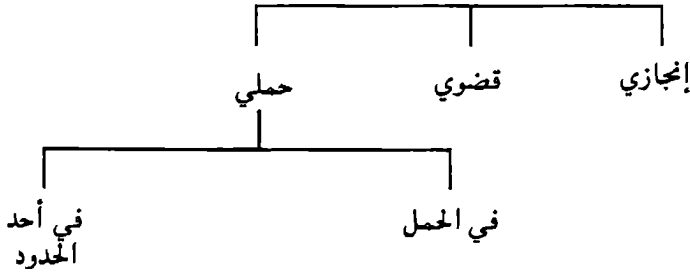 إنجازي قضوي حملي
في الحمل في أحد
الحدود